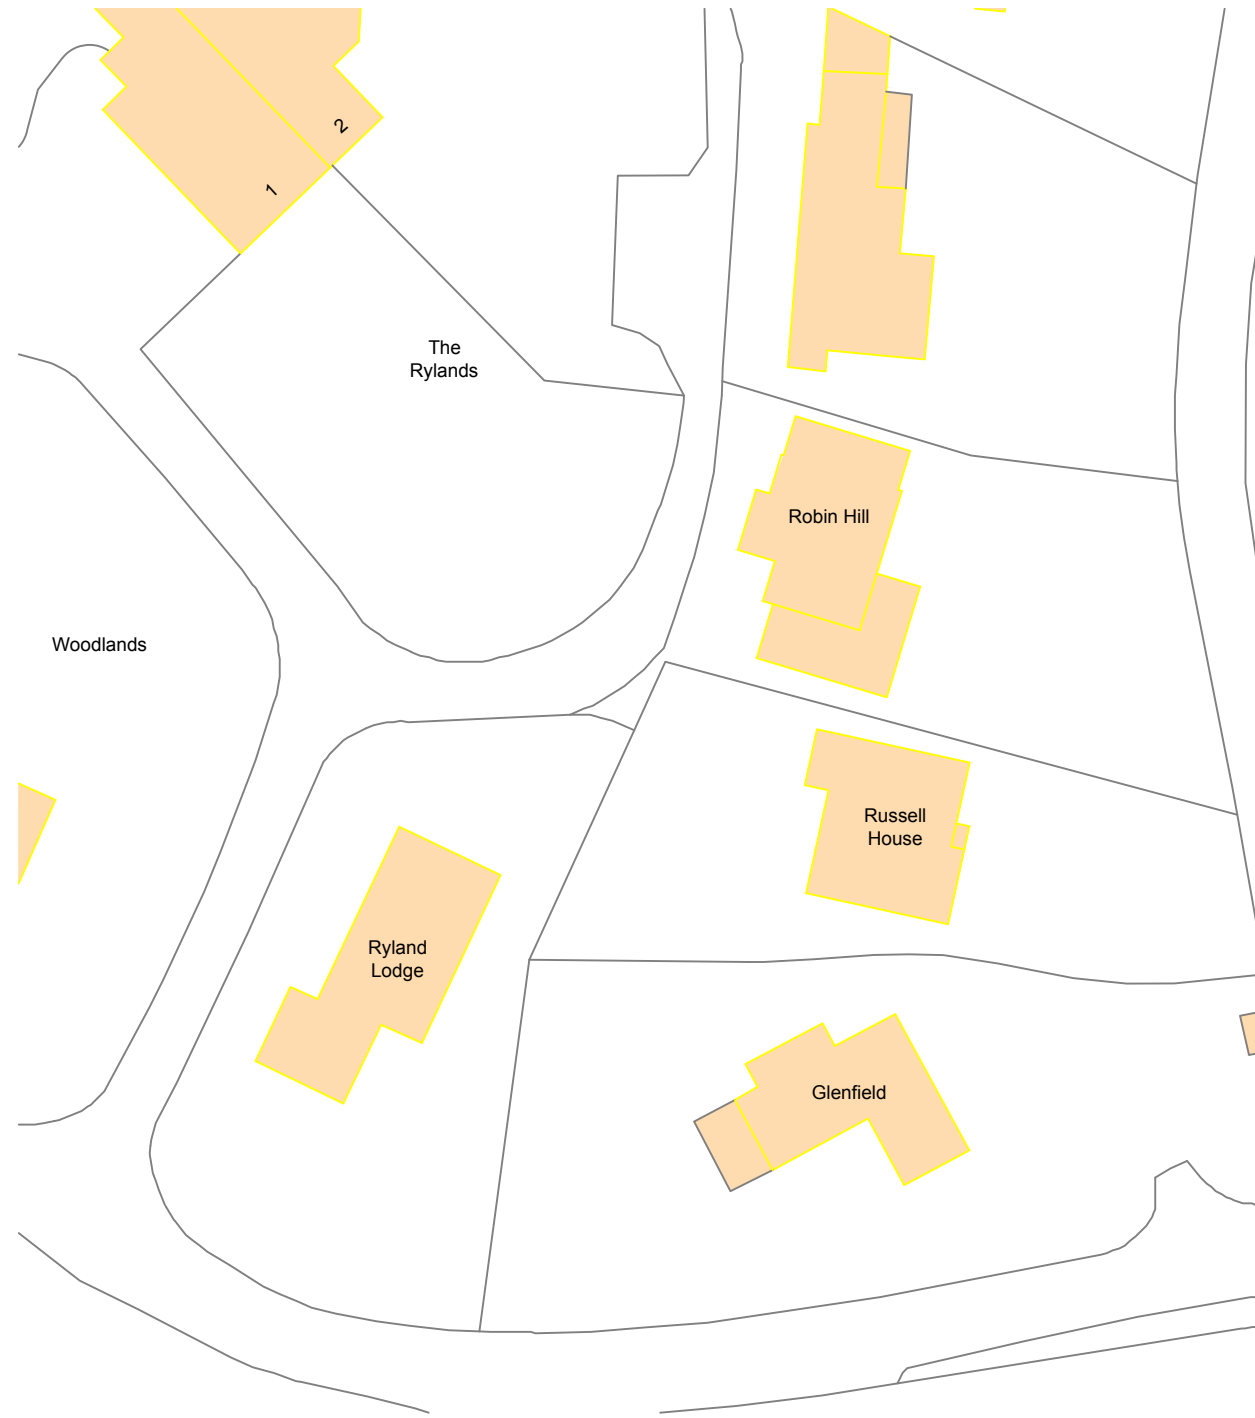 2
1
The
Rylands
Robin Hill
Woodlands
Russell
House
Ryland
Lodge
Glenfield